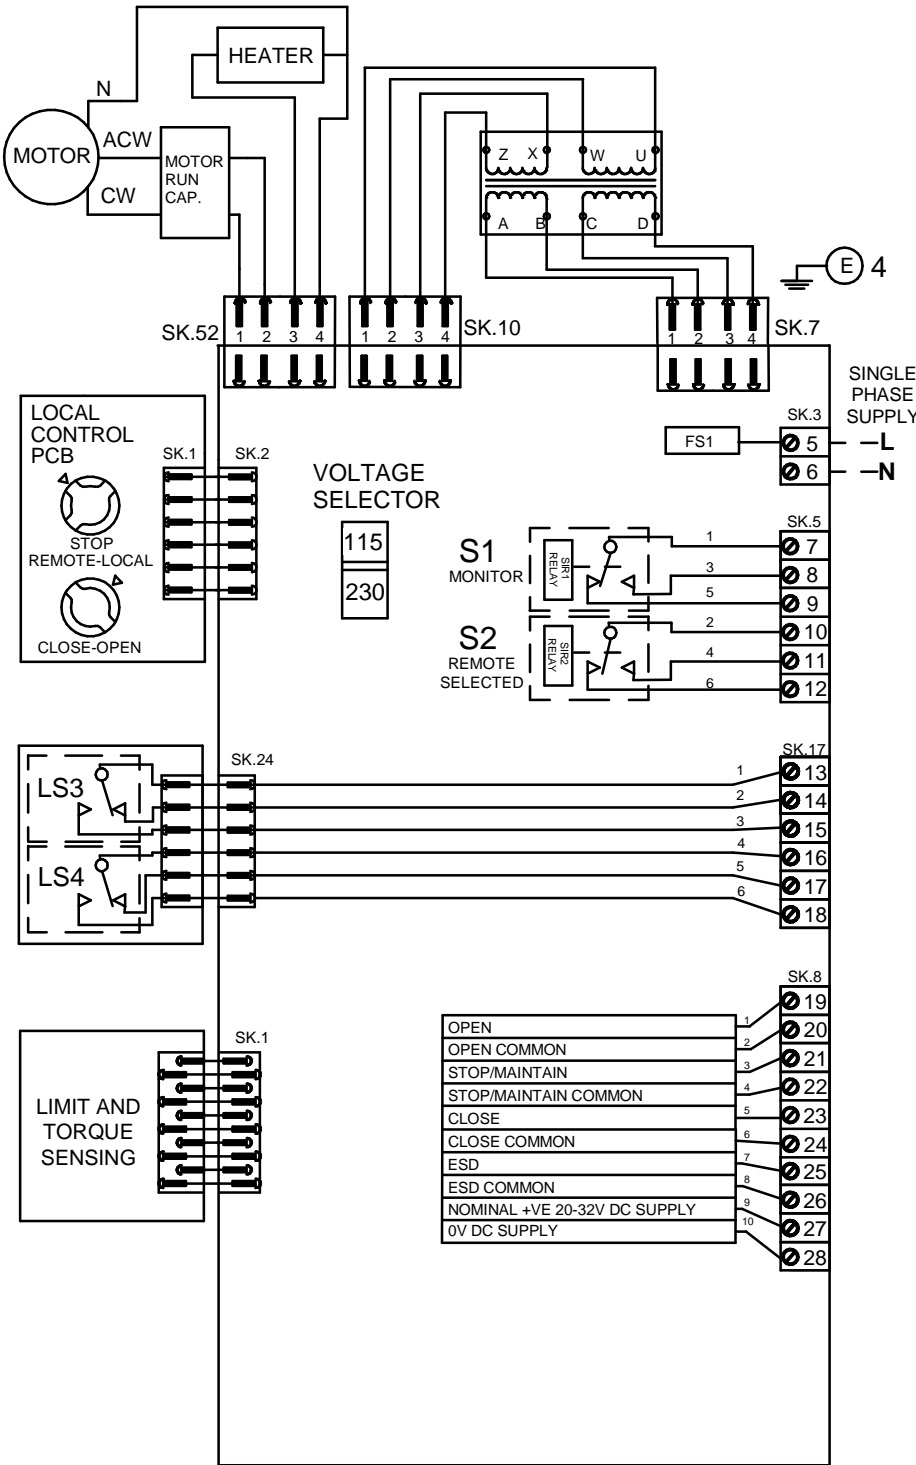 HEATER
N
ACW
MOTOR
CW
MOTOR
RUN
CAP.
Z X W U
A B C D
E 4
SK.52 1 2 3 4
1 2 3 4 SK.10
1 2 3 4 SK.7
SINGLE
PHASE
SUPPLY
SK.3
FS1 5 L
6 N
LOCAL
CONTROL
PCB
SK.1 SK.2
STOP
REMOTE-LOCAL
CLOSE-OPEN
VOLTAGE
SELECTOR
115
230
SK.5
S1
MONITOR
SIR1
RELAY
1 7
3 8
5 9
S2
REMOTE
SELECTED
SIR2
RELAY
2 10
4 11
6 12
LS3
LS4
SK.24
SK.17
1 13
2 14
3 15
4 16
5 17
6 18
LIMIT AND
TORQUE
SENSING
SK.1
SK.8
OPEN 1 19
OPEN COMMON 2 20
STOP/MAINTAIN 3 21
STOP/MAINTAIN COMMON 4 22
CLOSE 5 23
CLOSE COMMON 6 24
ESD 7 25
ESD COMMON 8 26
NOMINAL +VE 20-32V DC SUPPLY 9 27
0V DC SUPPLY 10 28